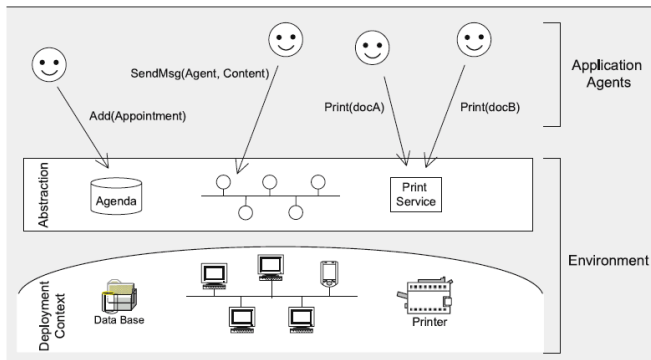 Application
Agents
SendMsg(Agent, Content)
Add(Appointment)
Print(docA)
Print(docB)
Abstraction
Agenda
Print
Service
Environment
Deployment
Context
Data Base
Printer